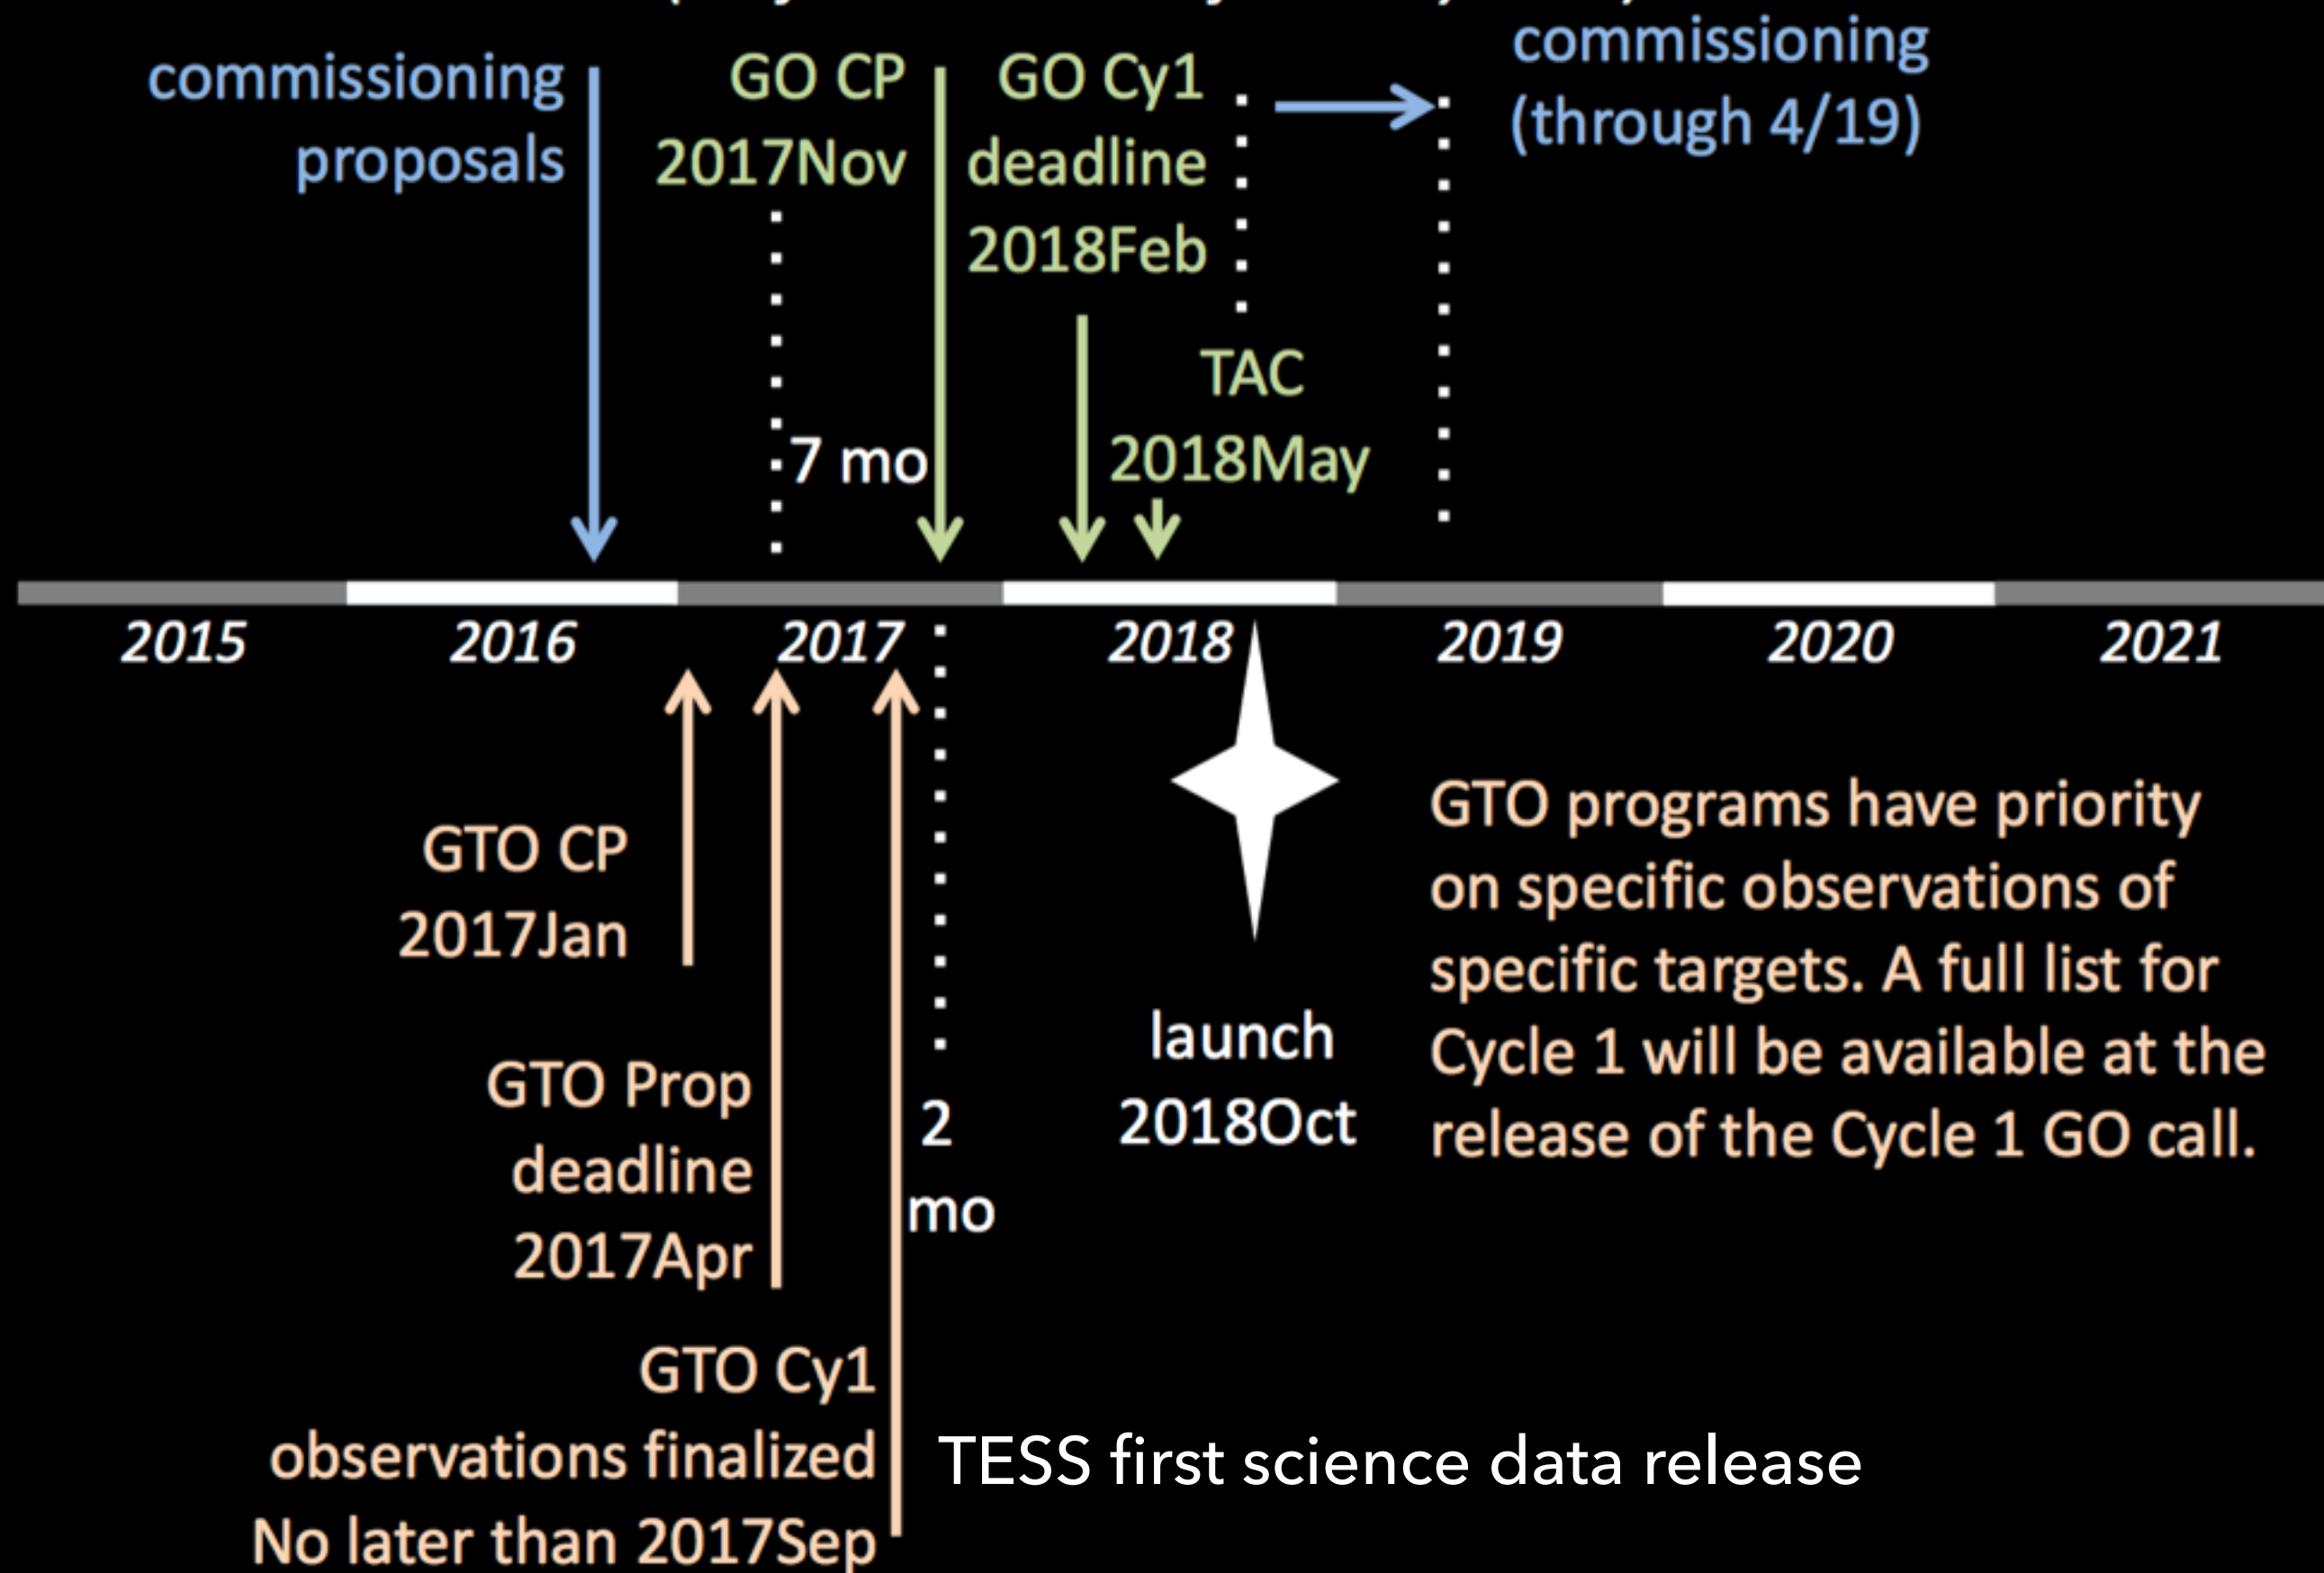 commissioning
proposals
GO CP
2017Nov
GO Cy1
deadline
2018Feb
commissioning
(through 4/19)
TAC
2018May
7 mo
2015 2016 2017 2018 2019 2020 2021
GTO CP
2017Jan
GTO Prop
deadline
2017Apr
GTO Cy1
observations finalized
No later than 2017Sep
2
mo
launch
2018Oct
GTO programs have priority
on specific observations of
specific targets. A full list for
Cycle 1 will be available at the
release of the Cycle 1 GO call.
TESS first science data release